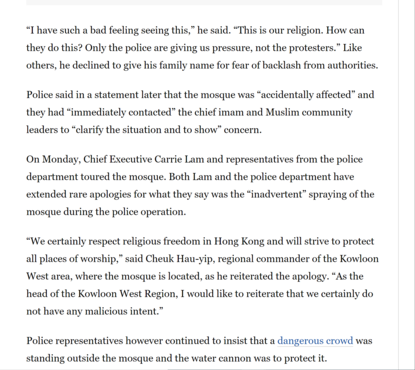 “I have such a bad feeling seeing this,” he said. “This is our religion. How can
they do this? Only the police are giving us pressure, not the protesters.” Like
others, he declined to give his family name for fear of backlash from authorities.
Police said in a statement later that the mosque was “accidentally affected” and
they had “immediately contacted” the chief imam and Muslim community
leaders to “clarify the situation and to show” concern.
On Monday, Chief Executive Carrie Lam and representatives from the police
department toured the mosque. Both Lam and the police department have
extended rare apologies for what they say was the “inadvertent” spraying of the
mosque during the police operation.
“We certainly respect religious freedom in Hong Kong and will strive to protect
all places of worship,” said Cheuk Hau-yip, regional commander of the Kowloon
West area, where the mosque is located, as he reiterated the apology. “As the
head of the Kowloon West Region, I would like to reiterate that we certainly do
not have any malicious intent.”
Police representatives however continued to insist that a dangerous crowd was
standing outside the mosque and the water cannon was to protect it.